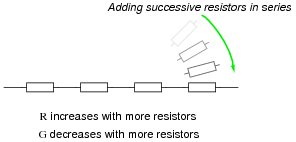 Adding successive resistors in series
R increases with more resistors
G decreases with more resistors